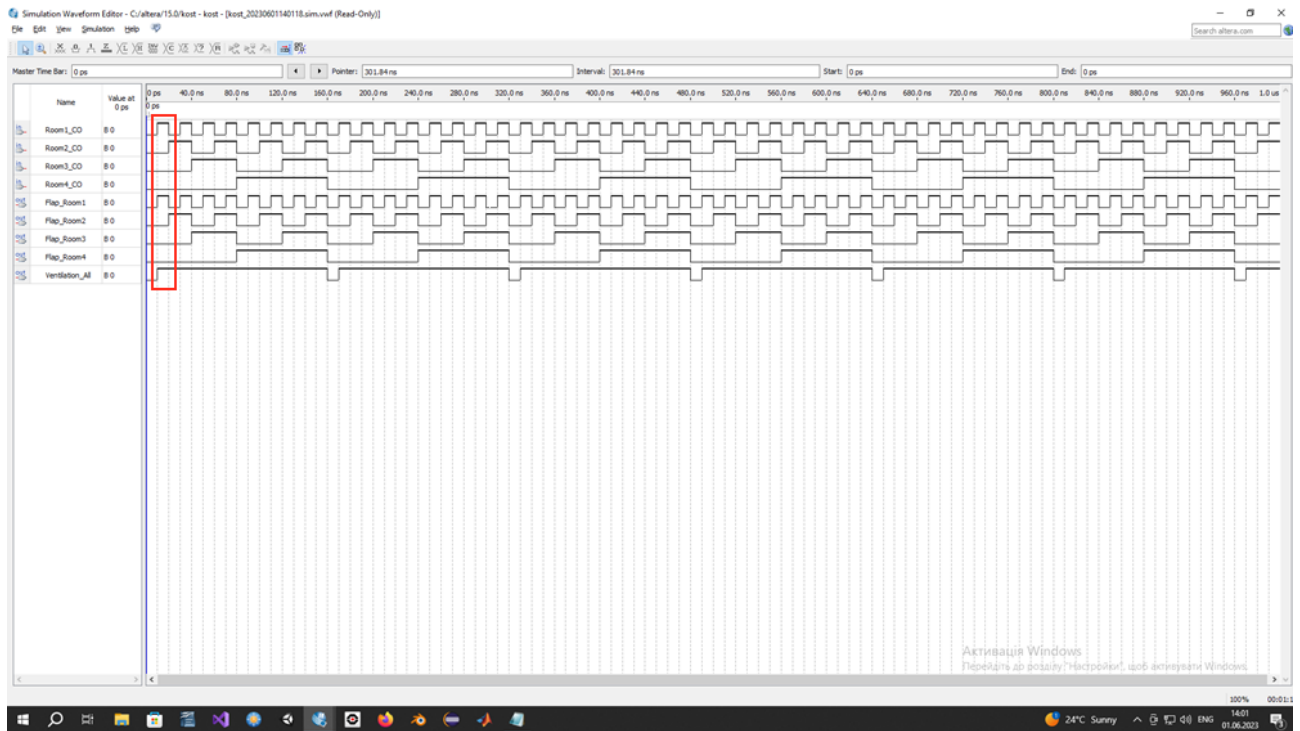 Simulation Waveform Editor - C:/altera/15.0/kost - kost - [kost_20230601140118.sim.vwf (Read-Only)]
File Edit View Simulation Help
Search altera.com
Master Time Bar: 0 ps Pointer: 301.84 ns Interval: 301.84 ns Start: 0 ps End: 0 ps
Name Value at 0 ps
0 ps 40.0 ns 80.0 ns 120.0 ns 160.0 ns 200.0 ns 240.0 ns 280.0 ns 320.0 ns 360.0 ns 400.0 ns 440.0 ns 480.0 ns 520.0 ns 560.0 ns 600.0 ns 640.0 ns 680.0 ns 720.0 ns 760.0 ns 800.0 ns 840.0 ns 880.0 ns 920.0 ns 960.0 ns 1.0 us
0 ps
Room1_CO B 0
Room2_CO B 0
Room3_CO B 0
Room4_CO B 0
Flap_Room1 B 0
Flap_Room2 B 0
Flap_Room3 B 0
Flap_Room4 B 0
Ventilation_All B 0
Активація Windows
Перейдіть до розділу "Настройки", щоб активувати Windows.
100% 00:01:1
24°C Sunny ENG 14:01
01.06.2023